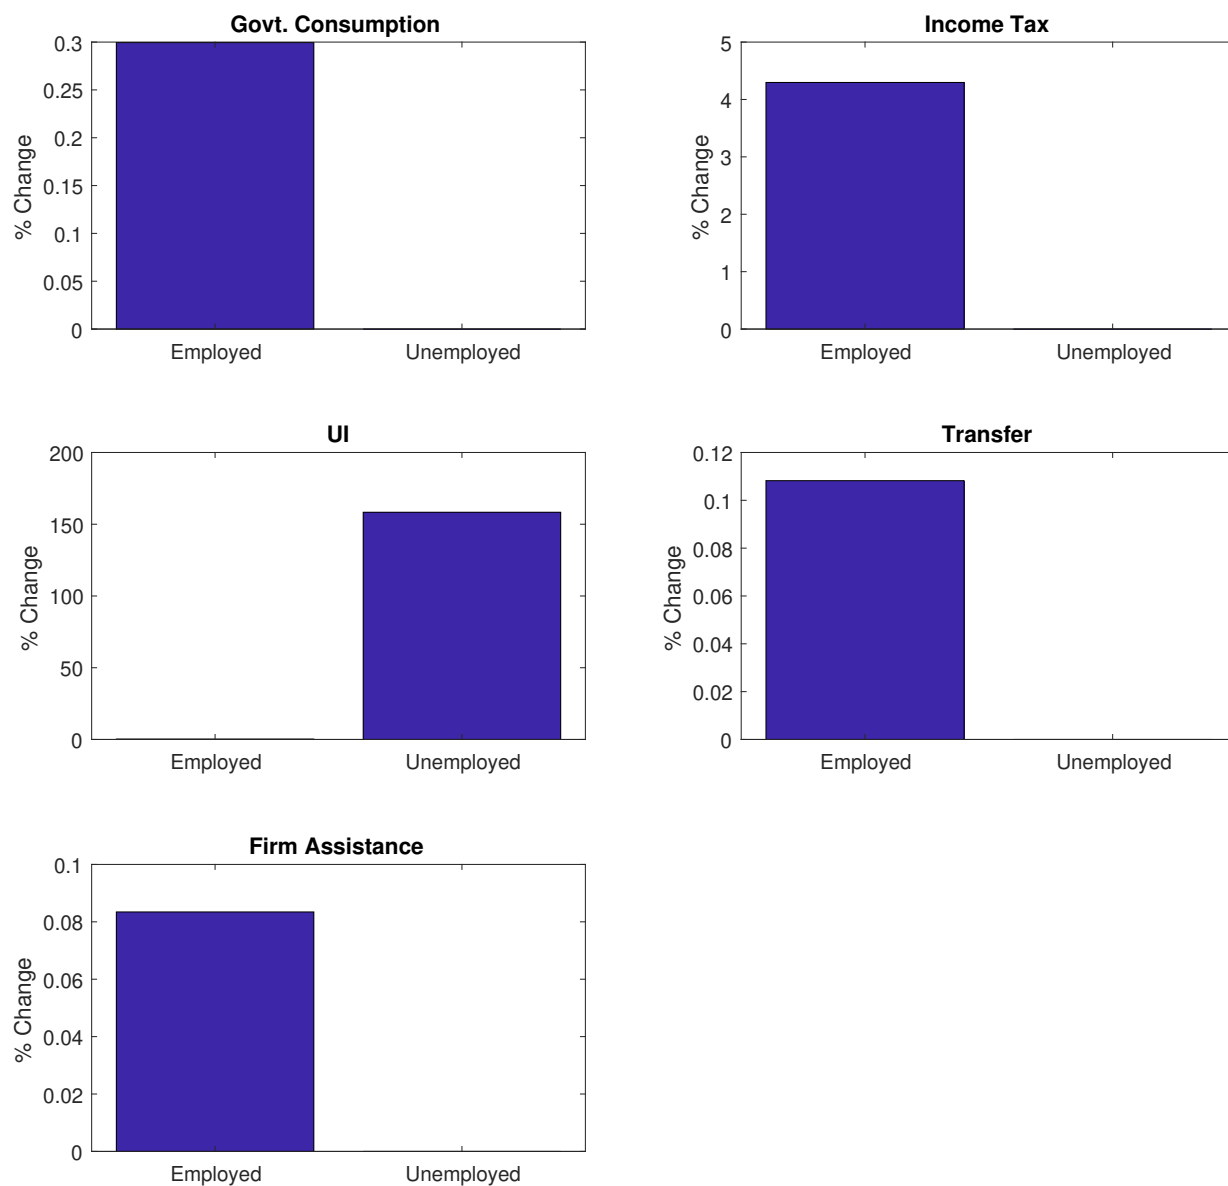 Govt. Consumption
% Change
0.3
0.25
0.2
0.15
0.1
0.05
0
Employed Unemployed
Income Tax
% Change
5
4
3
2
1
0
Employed Unemployed
UI
% Change
200
150
100
50
0
Employed Unemployed
Transfer
% Change
0.12
0.1
0.08
0.06
0.04
0.02
0
Employed Unemployed
Firm Assistance
% Change
0.1
0.08
0.06
0.04
0.02
0
Employed Unemployed